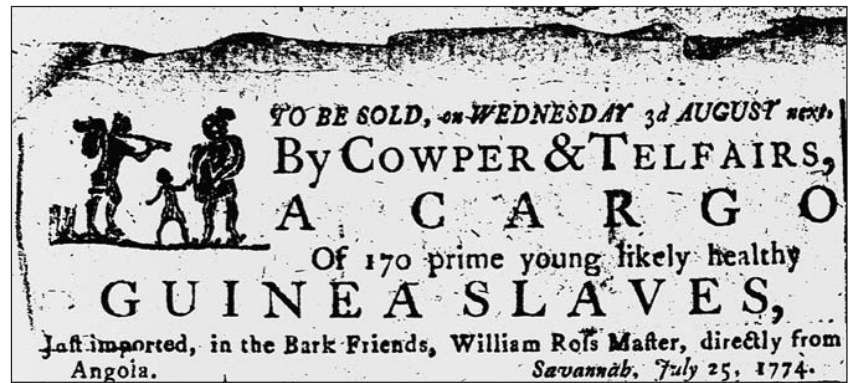 TO BE SOLD, on WEDNESDAY 3d AUGUST next,
By COWPER & TELFAIRS,
A CARGO
Of 170 prime young likely healthy
GUINEA SLAVES,
Just imported, in the Bark Friends, William Ross Master, directly from
Angola. Savannah, July 25, 1774.